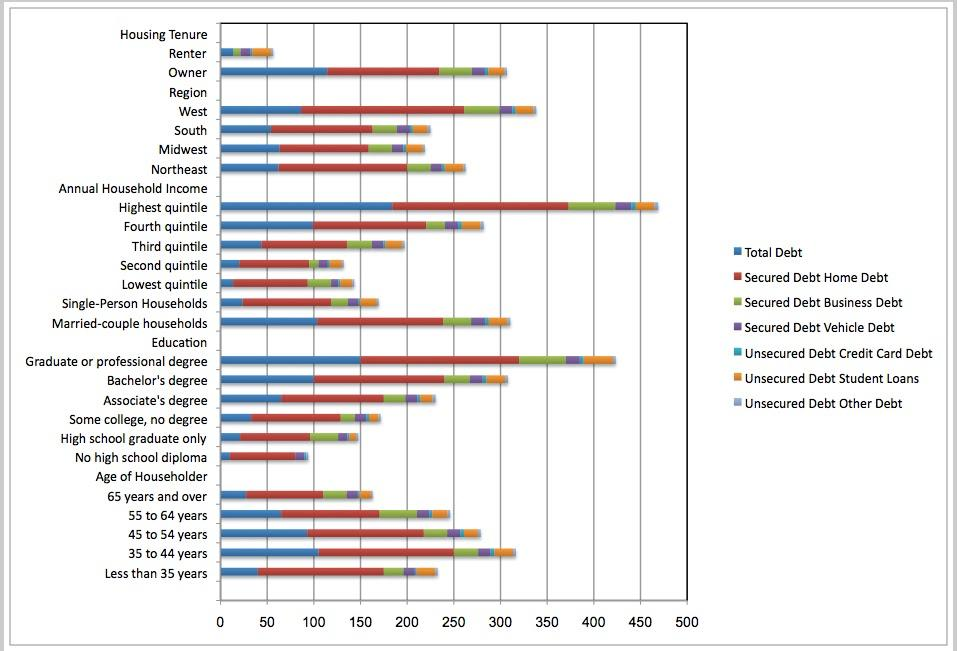 Housing Tenure
Renter
Owner
Region
West
South
Midwest
Northeast
Annual Household Income
Highest quintile
Fourth quintile
Third quintile
Second quintile
Lowest quintile
Single-Person Households
Married-couple households
Education
Graduate or professional degree
Bachelor's degree
Associate's degree
Some college, no degree
High school graduate only
No high school diploma
Age of Householder
65 years and over
55 to 64 years
45 to 54 years
35 to 44 years
Less than 35 years
0 50 100 150 200 250 300 350 400 450 500
Total Debt
Secured Debt Home Debt
Secured Debt Business Debt
Secured Debt Vehicle Debt
Unsecured Debt Credit Card Debt
Unsecured Debt Student Loans
Unsecured Debt Other Debt